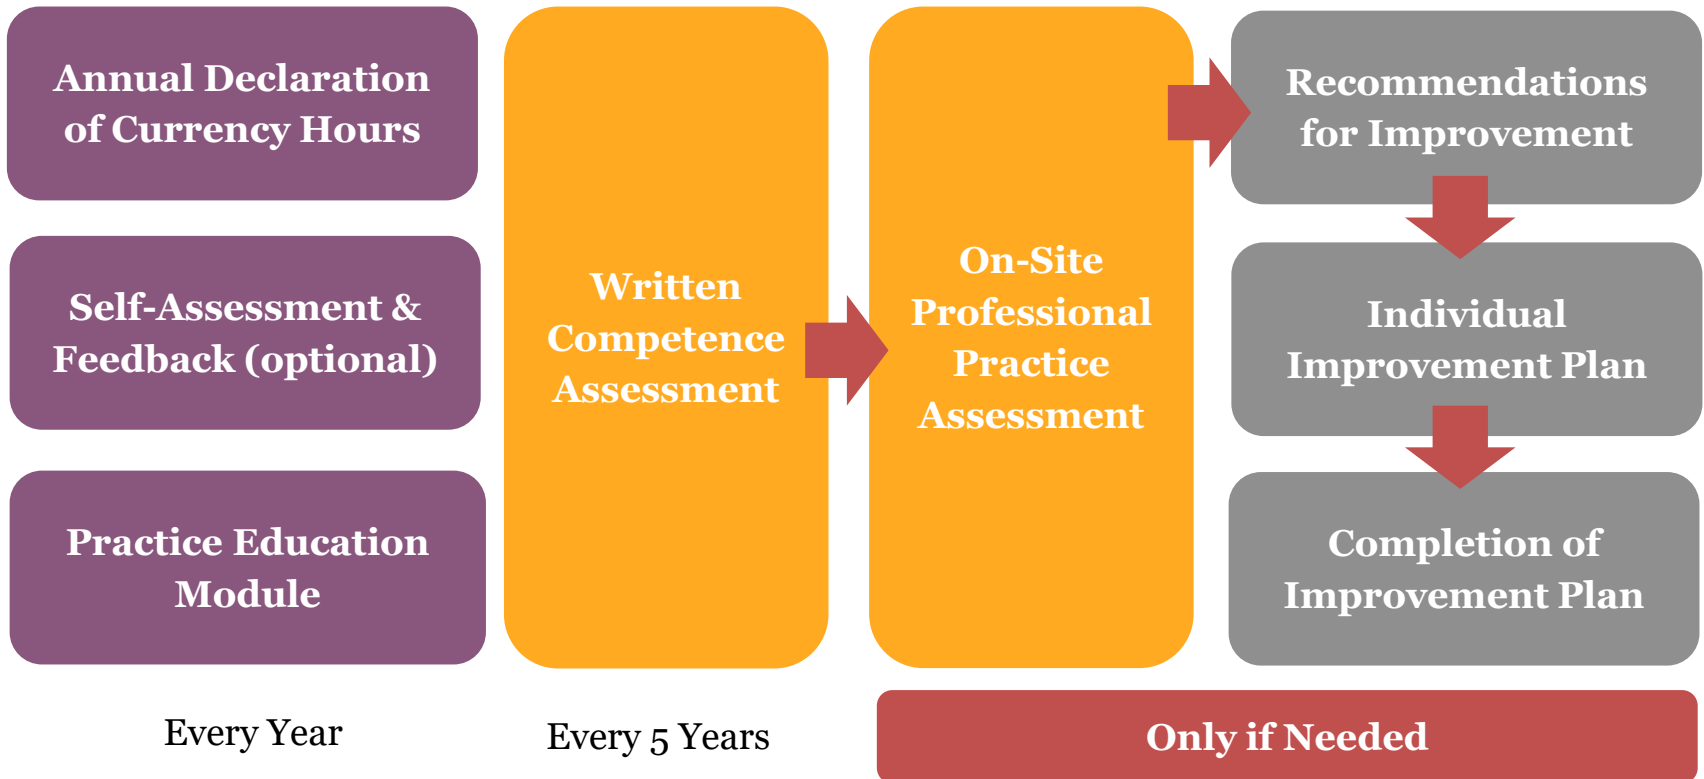 Annual Declaration
of Currency Hours
Self-Assessment &
Feedback (optional)
Practice Education
Module
Every Year
Written
Competence
Assessment
Every 5 Years
On-Site
Professional
Practice
Assessment
Recommendations
for Improvement
Individual
Improvement Plan
Completion of
Improvement Plan
Only if Needed